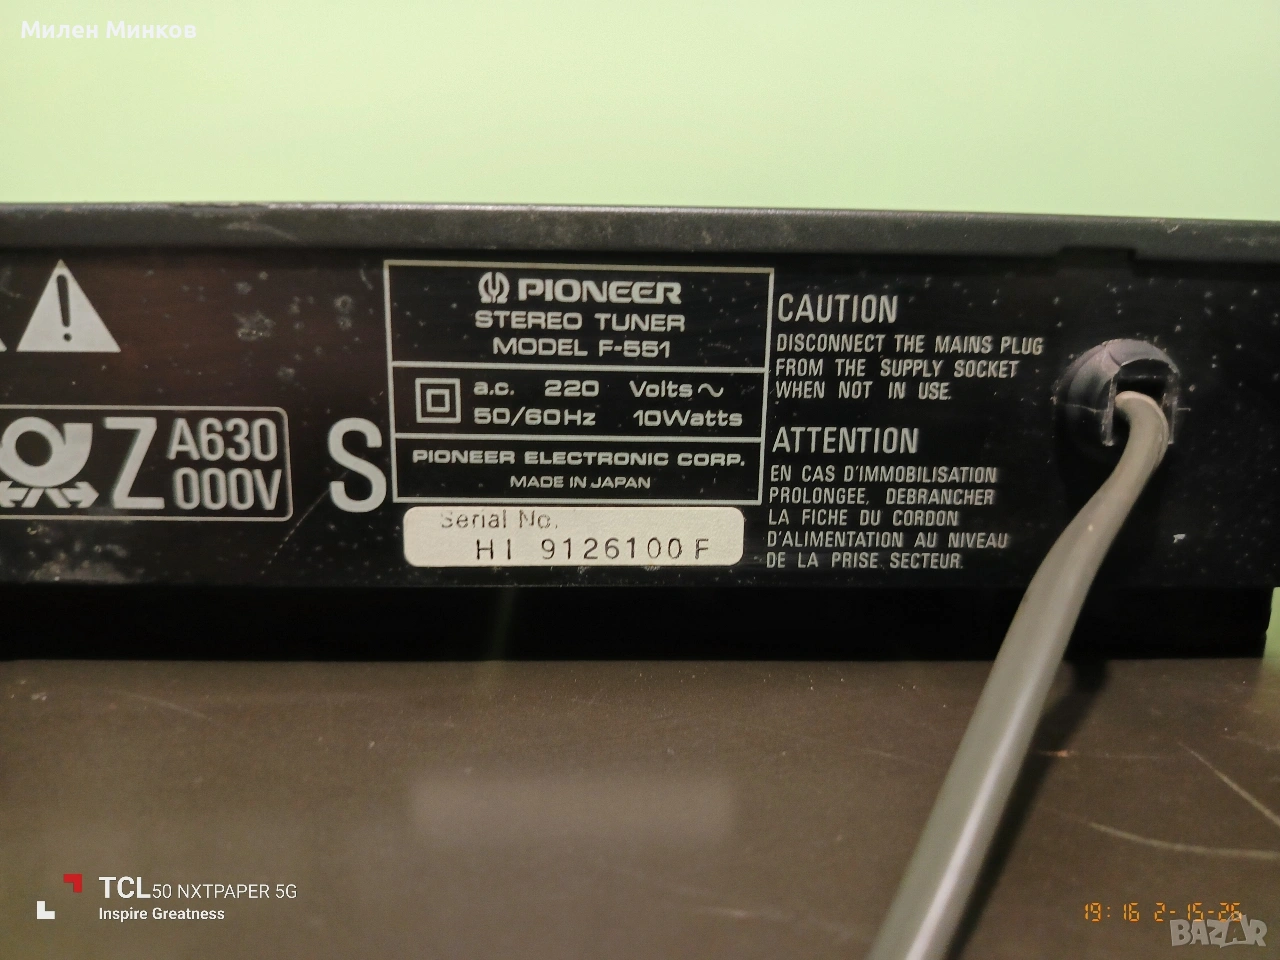 Милен Минков
PIONEER
STEREO TUNER
MODEL F-551
a.c. 220 Volts ~
50/60Hz 10Watts
PIONEER ELECTRONIC CORP.
MADE IN JAPAN
Serial No.
HI 9126100 F
Z A630
000V
S
CAUTION
DISCONNECT THE MAINS PLUG
FROM THE SUPPLY SOCKET
WHEN NOT IN USE.
ATTENTION
EN CAS D'IMMOBILISATION
PROLONGEE, DEBRANCHER
LA FICHE DU CORDON
D'ALIMENTATION AU NIVEAU
DE LA PRISE SECTEUR.
TCL 50 NXTPAPER 5G
Inspire Greatness
19:16 2-15-26
BAZAR